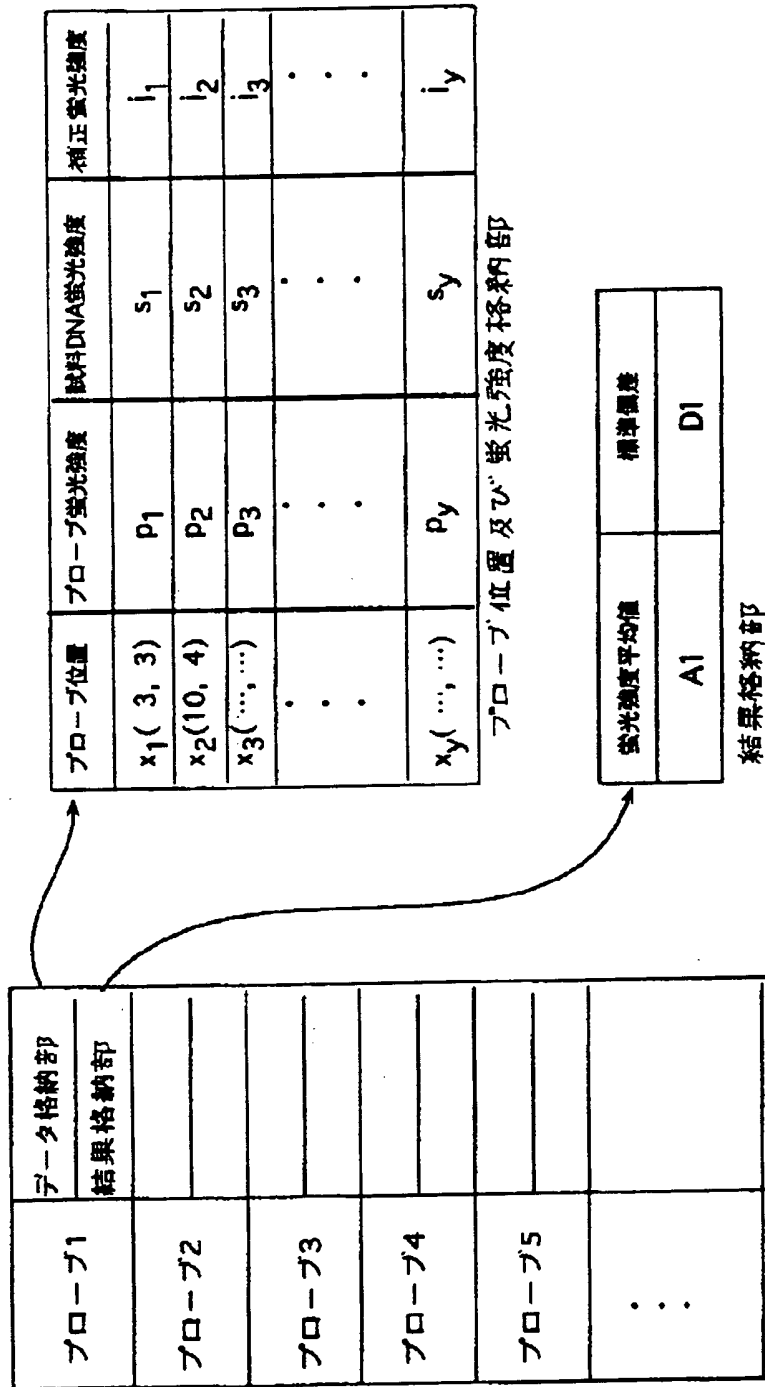 プローブ1
データ格納部
結果格納部
プローブ2
プローブ3
プローブ4
プローブ5
・・・
プローブ位置 プローブ蛍光強度 試料DNA蛍光強度 補正蛍光強度
x1( 3, 3) p1 s1 i1
x2(10, 4) p2 s2 i2
x3(…, …) p3 s3 i3
・・・ ・・・ ・・・ ・・・
xy( …, …) py sy iy
プローブ位置及び蛍光強度格納部
蛍光強度平均値 標準偏差
A1 D1
結果格納部